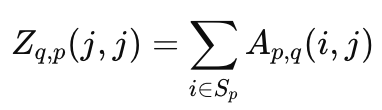 Z_{q,p}(j,j) = \sum_{i \in S_p} A_{p,q}(i,j)